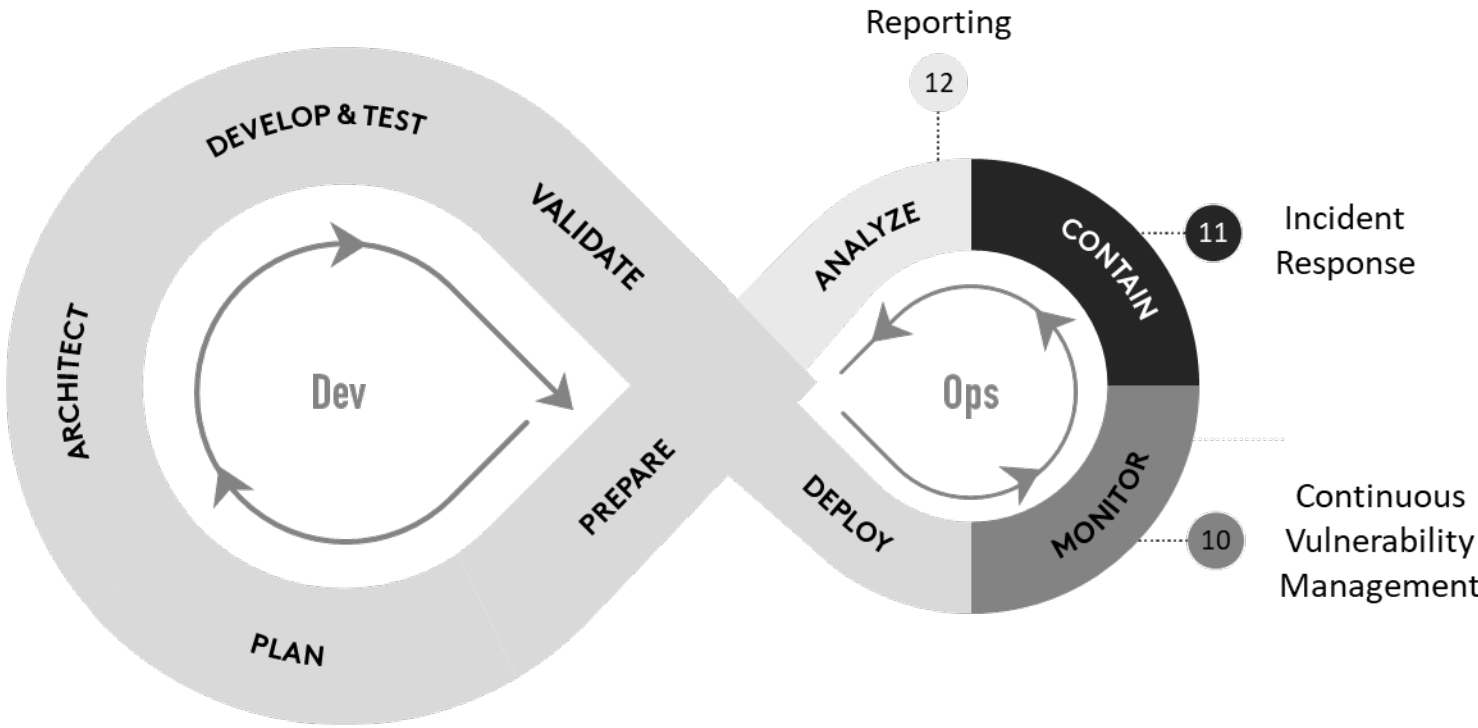 Reporting
12
DEVELOP & TEST
VALIDATE
ANALYZE
CONTAIN
11
Incident
Response
ARCHITECT
Dev
Ops
PREPARE
DEPLOY
MONITOR
10
Continuous
Vulnerability
Management
PLAN